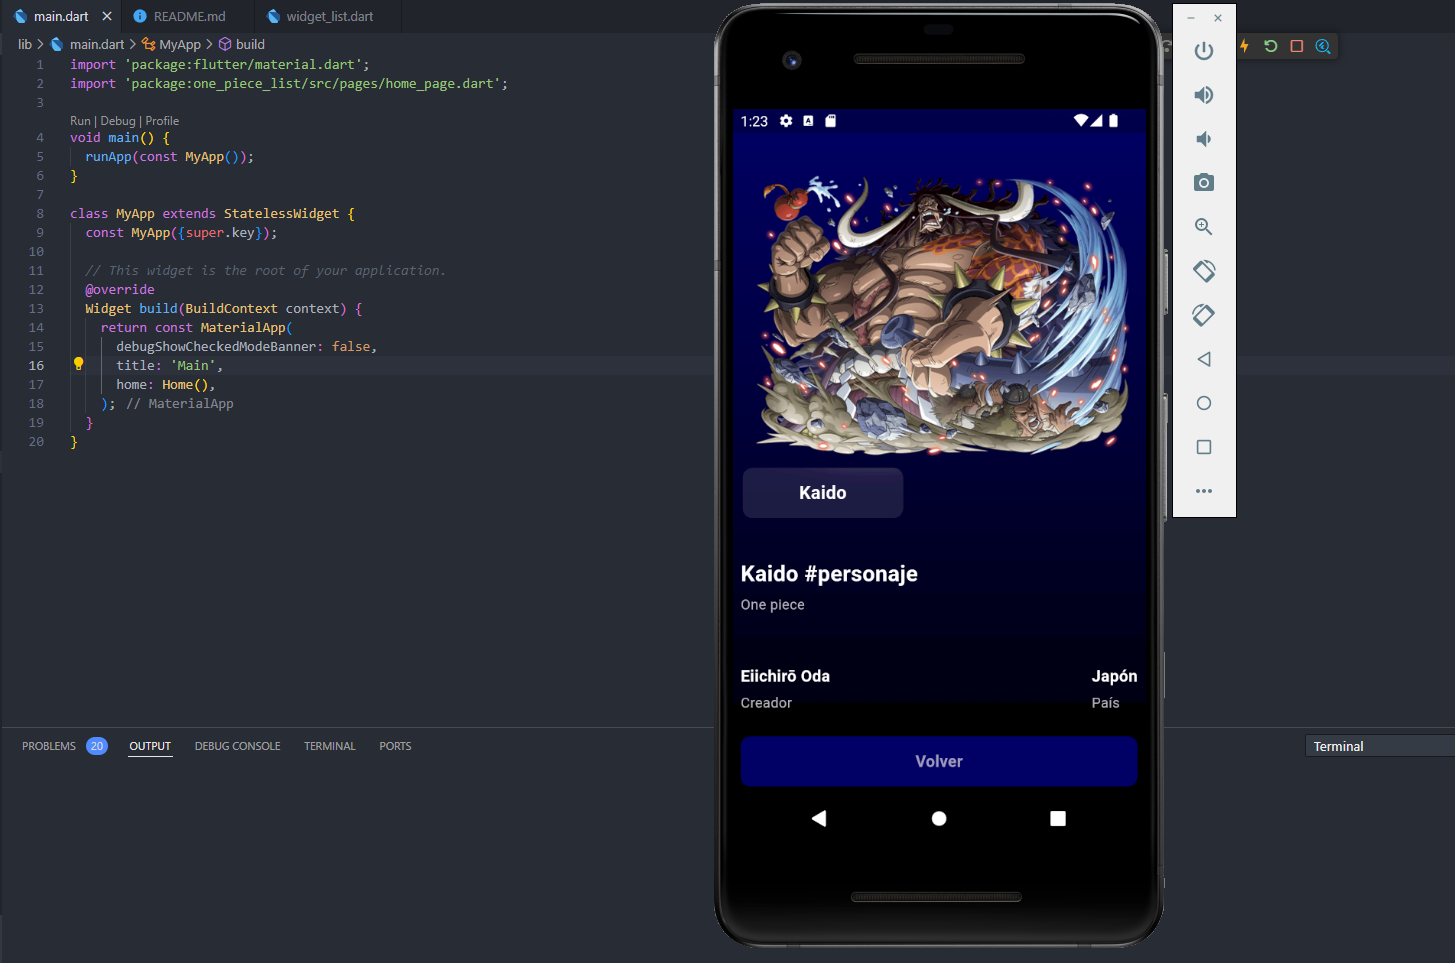 main.dart
README.md
widget_list.dart
lib > main.dart > MyApp > build
1 import 'package:flutter/material.dart';
2 import 'package:one_piece_list/src/pages/home_page.dart';
3
Run | Debug | Profile
4 void main() {
5 runApp(const MyApp());
6 }
7
8 class MyApp extends StatelessWidget {
9 const MyApp({super.key});
10
11 // This widget is the root of your application.
12 @override
13 Widget build(BuildContext context) {
14 return const MaterialApp(
15 debugShowCheckedModeBanner: false,
16 title: 'Main',
17 home: Home(),
18 ); // MaterialApp
19 }
20 }
PROBLEMS 20 OUTPUT DEBUG CONSOLE TERMINAL PORTS
Terminal
1:23 A
Kaido
Kaido #personaje
One piece
Eiichirō Oda
Creador
Japón
País
Volver